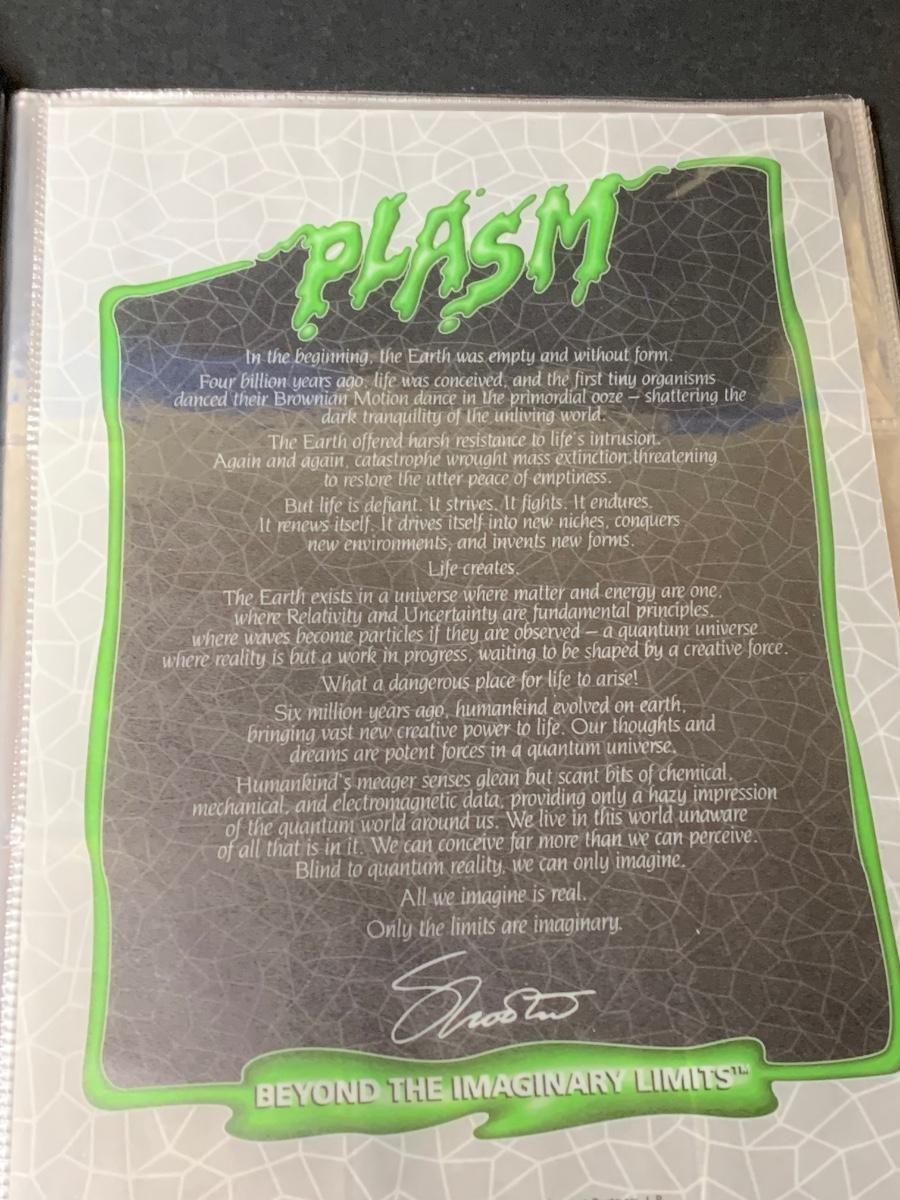 PLASM
In the beginning, the Earth was empty and without form.
Four billion years ago, life was conceived, and the first tiny organisms
danced their Brownian Motion dance in the primordial ooze – shattering the
dark tranquility of the unliving world.
The Earth offered harsh resistance to life's intrusion.
Again and again, catastrophe wrought mass extinction, threatening
to restore the utter peace of emptiness.
But life is defiant. It strives. It fights. It endures.
It renews itself. It drives itself into new niches, conquers
new environments, and invents new forms.
Life creates.
The Earth exists in a universe where matter and energy are one,
where Relativity and Uncertainty are fundamental principles,
where waves become particles if they are observed – a quantum universe
where reality is but a work in progress, waiting to be shaped by a creative force.
What a dangerous place for life to arise!
Six million years ago, humankind evolved on earth,
bringing vast new creative power to life. Our thoughts and
dreams are potent forces in a quantum universe.
Humankind's meager senses glean but scant bits of chemical,
mechanical, and electromagnetic data, providing only a hazy impression
of the quantum world around us. We live in this world unaware
of all that is in it. We can conceive far more than we can perceive.
Blind to quantum reality, we can only imagine.
All we imagine is real.
Only the limits are imaginary.
Shooter
BEYOND THE IMAGINARY LIMITS™